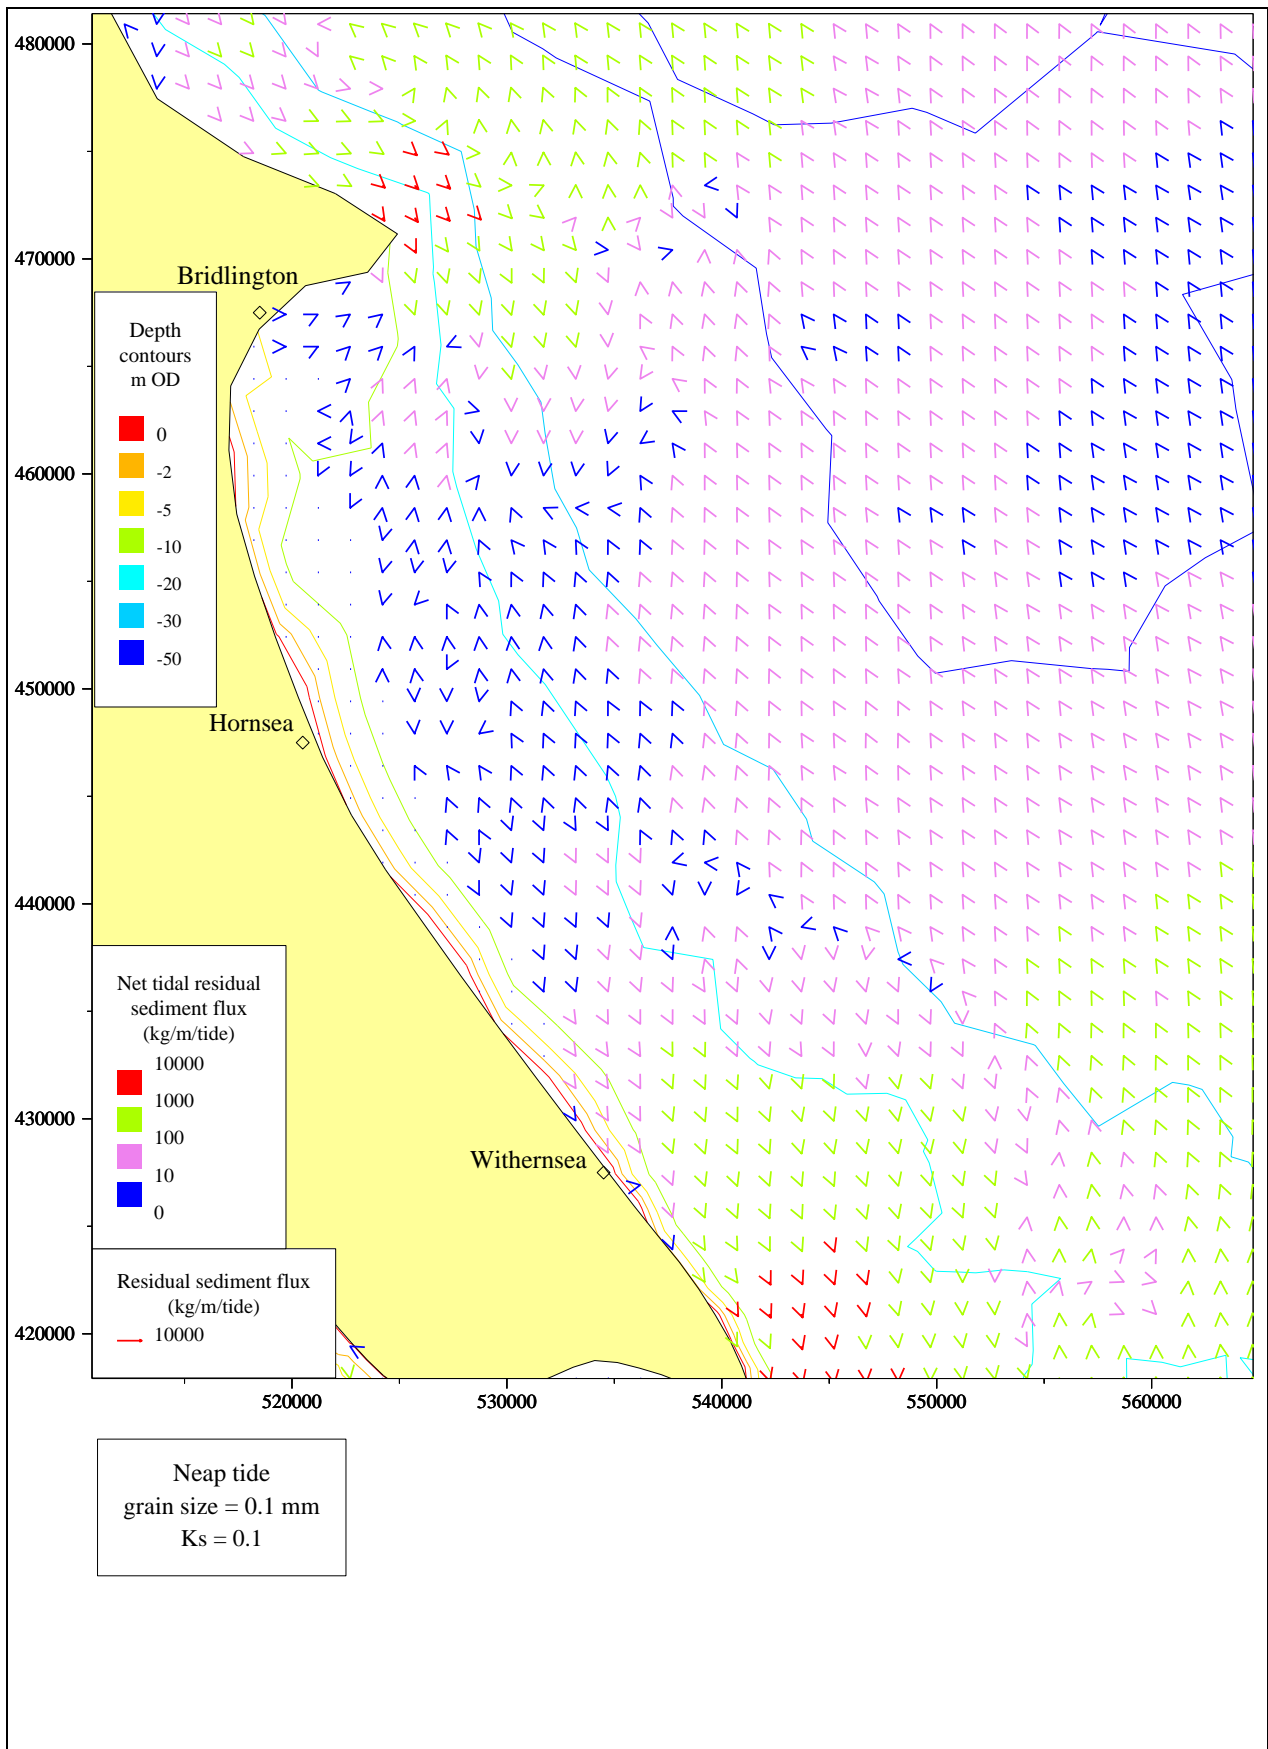 480000
470000
460000
450000
440000
430000
420000
Bridlington
Depth
contours
m OD
0
-2
-5
-10
-20
-30
-50
Hornsea
Net tidal residual
sediment flux
(kg/m/tide)
10000
1000
100
10
0
Withernsea
Residual sediment flux
(kg/m/tide)
10000
520000 530000 540000 550000 560000
Neap tide
grain size = 0.1 mm
Ks = 0.1